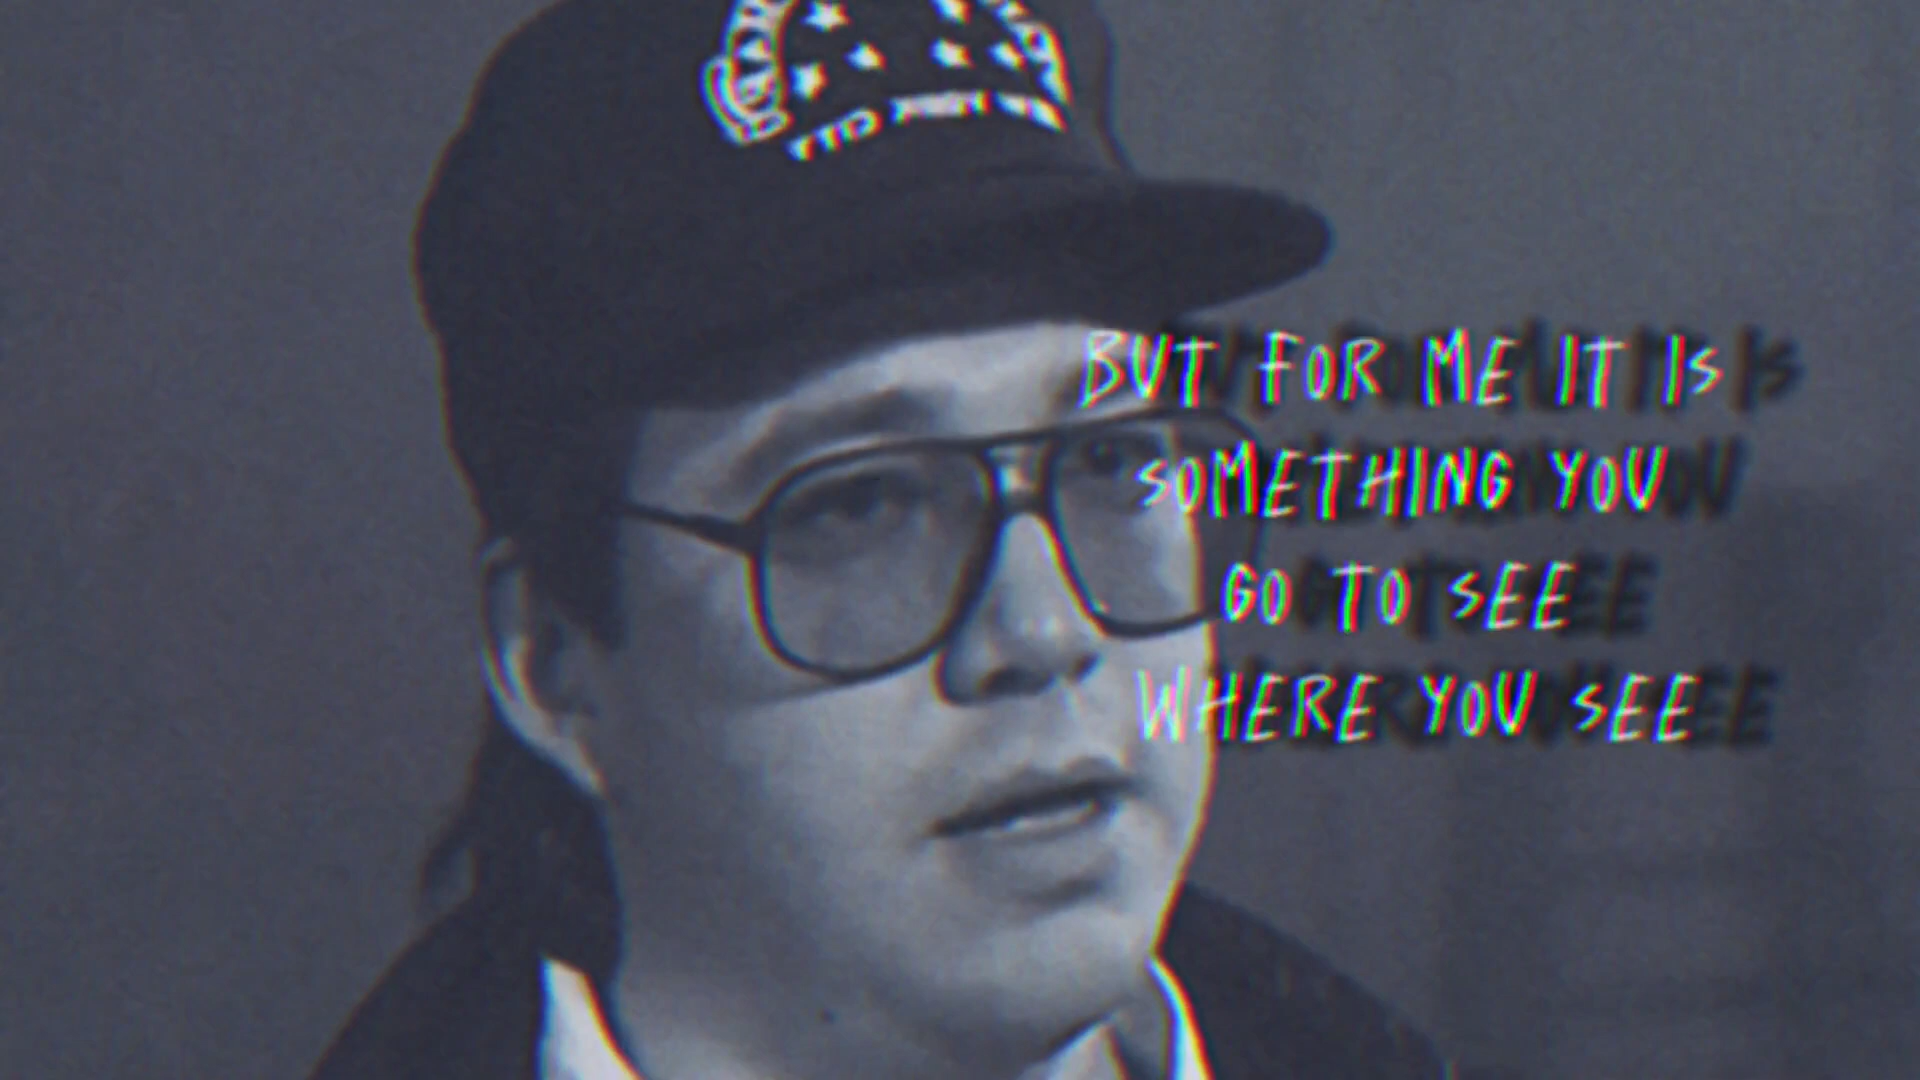 BUT FOR ME IT IS
SOMETHING YOU
GO TO SEE
WHERE YOU SEE